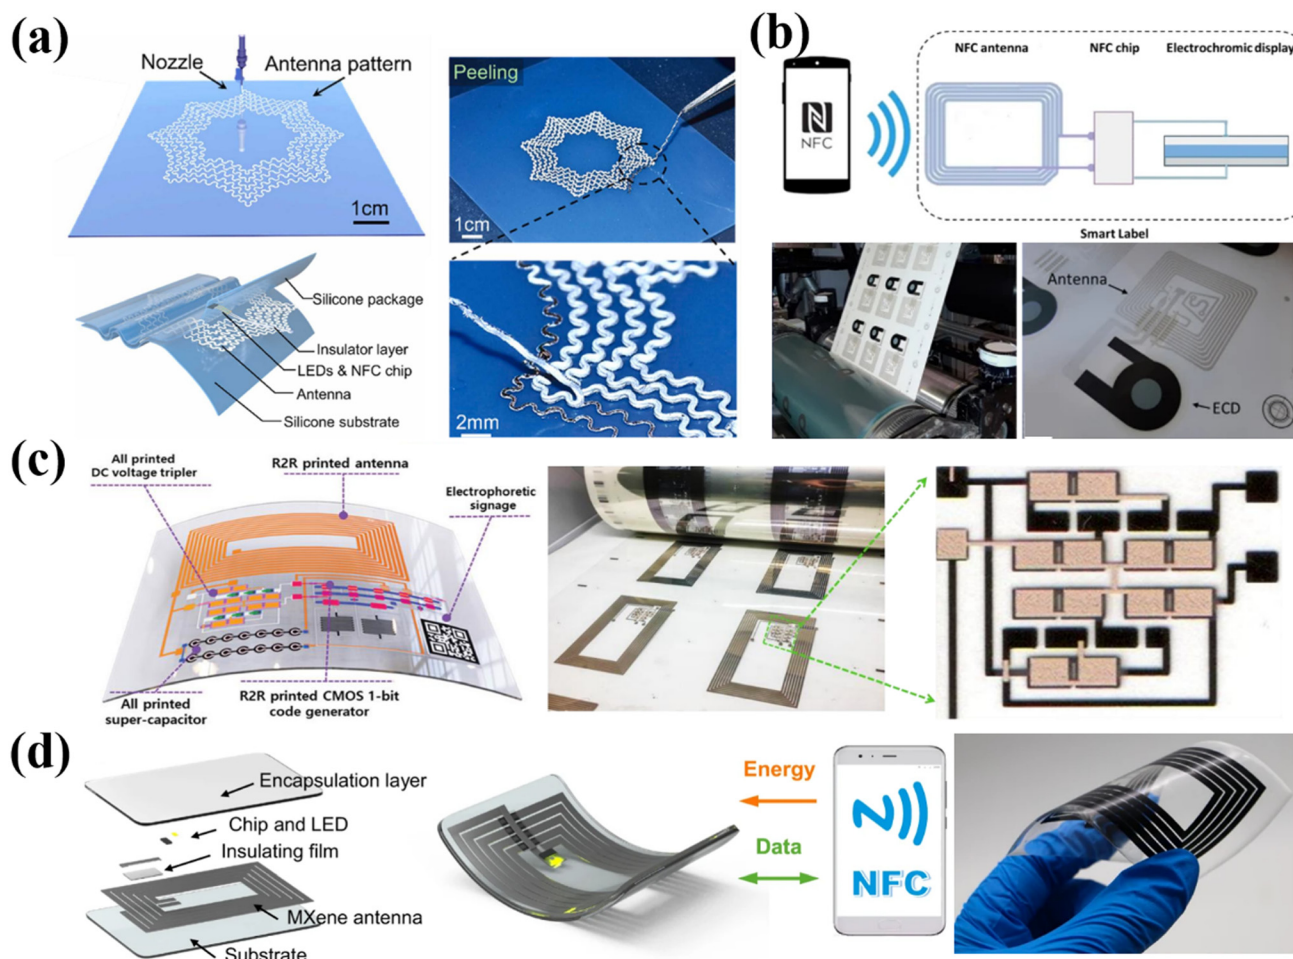 (a)
Nozzle
Antenna pattern
1cm
Peeling
1cm
Silicone package
Insulator layer
LEDs & NFC chip
Antenna
Silicone substrate
2mm
(b)
NFC antenna
NFC chip
Electrochromic display
NFC
Smart Label
Antenna
ECD
(c)
All printed
DC voltage tripler
R2R printed antenna
Electrophoretic
signage
All printed
super-capacitor
R2R printed CMOS 1-bit
code generator
(d)
Encapsulation layer
Chip and LED
Insulating film
MXene antenna
Substrate
Energy
Data
NFC